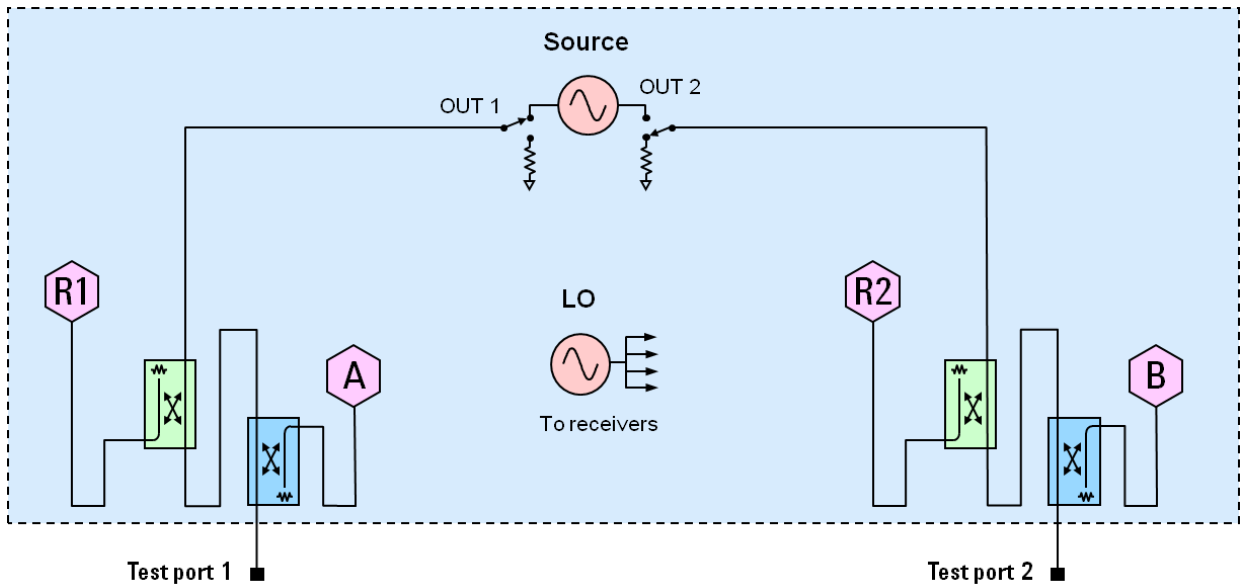 Source
OUT 1
OUT 2
R1
LO
R2
A
B
To receivers
Test port 1
Test port 2